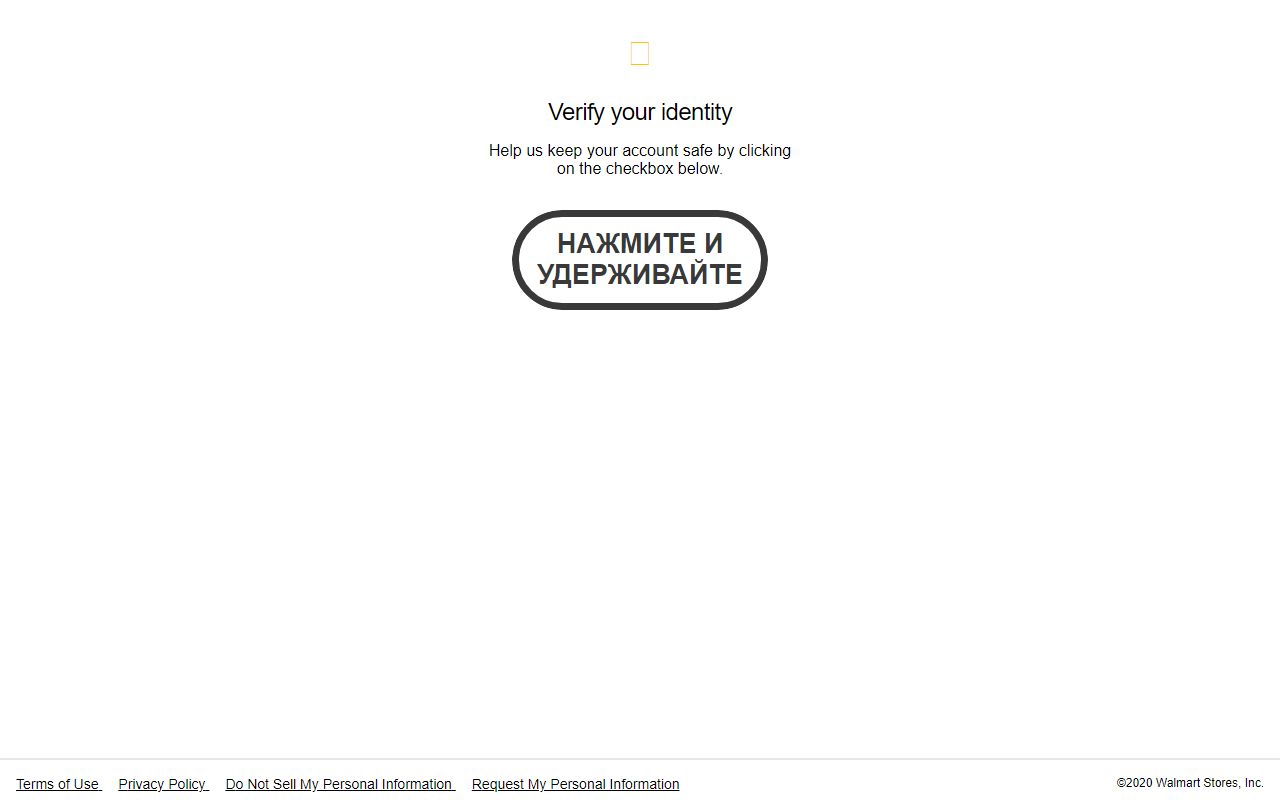 Verify your identity
Help us keep your account safe by clicking
on the checkbox below.
НАЖМИТЕ И
УДЕРЖИВАЙТЕ
Terms of Use Privacy Policy Do Not Sell My Personal Information Request My Personal Information ©2020 Walmart Stores, Inc.